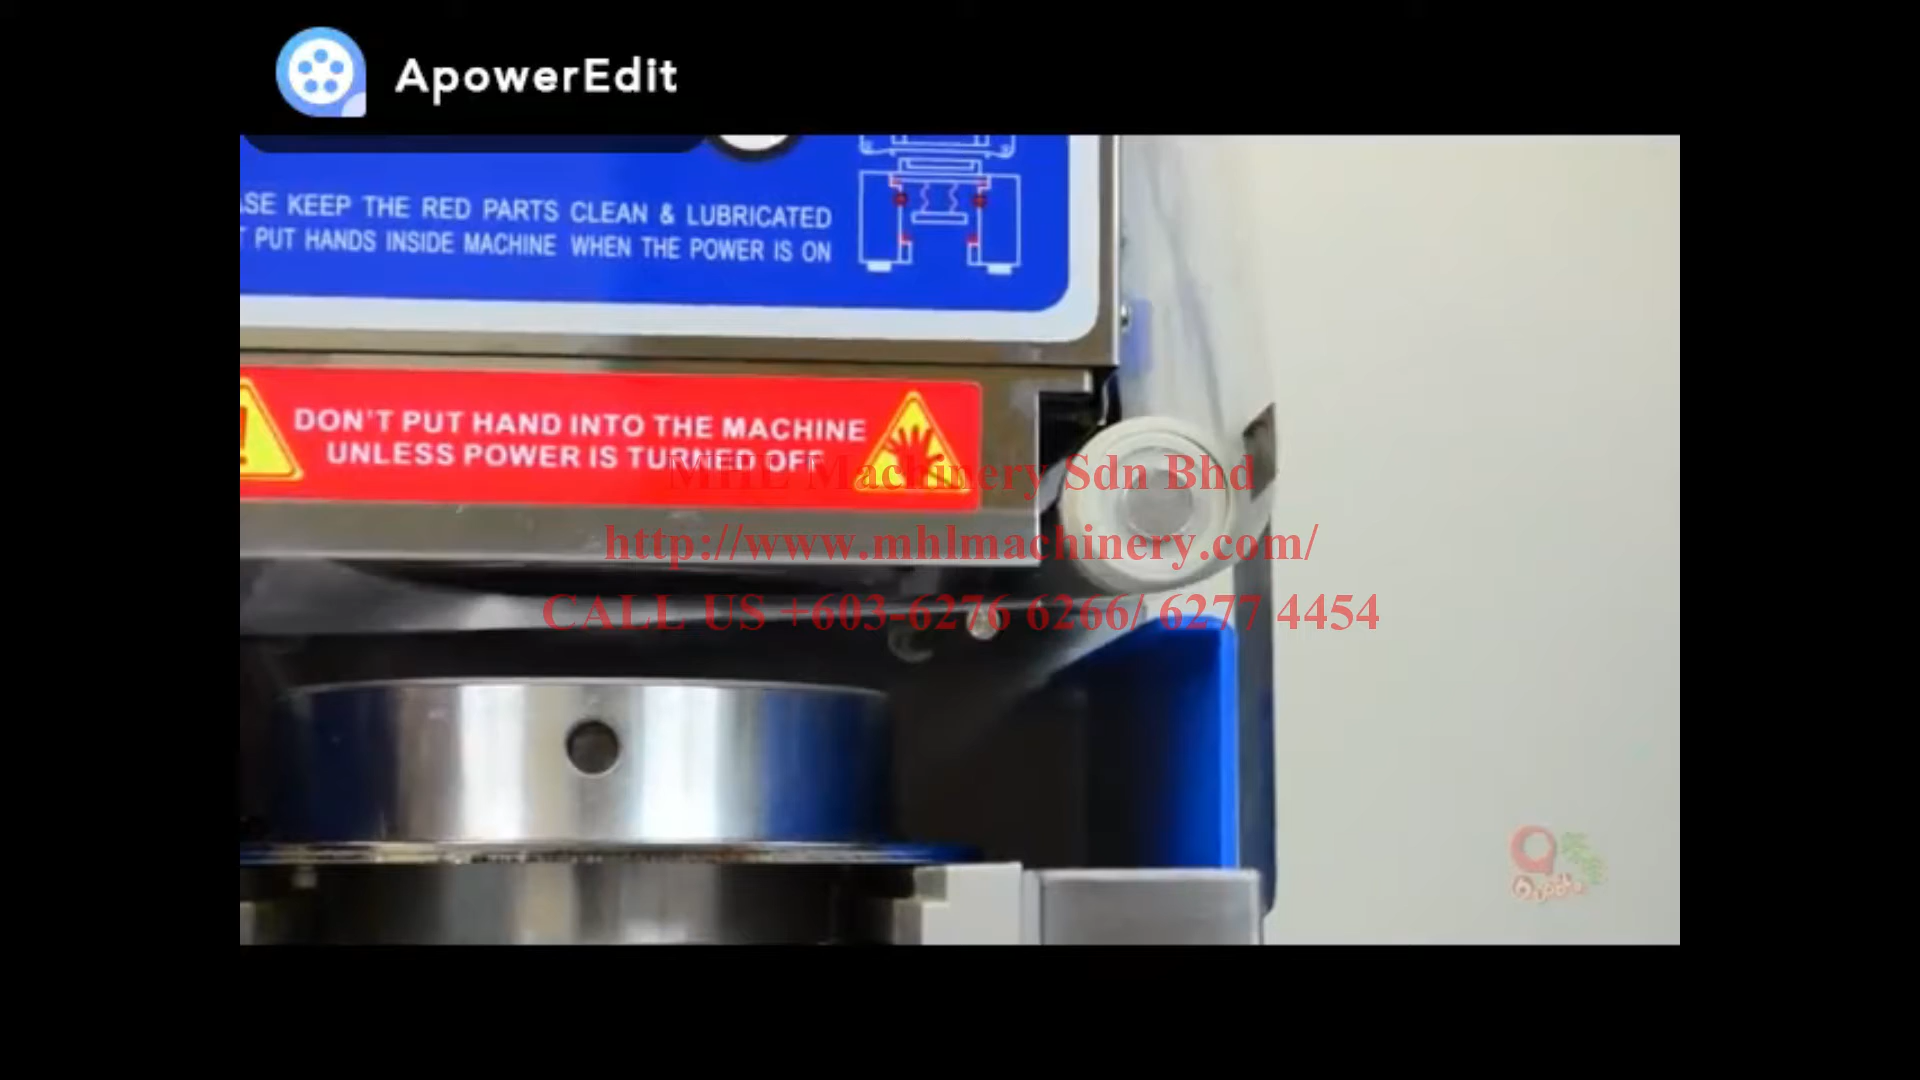 ApowerEdit
ASE KEEP THE RED PARTS CLEAN & LUBRICATED
T PUT HANDS INSIDE MACHINE WHEN THE POWER IS ON
DON'T PUT HAND INTO THE MACHINE
UNLESS POWER IS TURNED OFF
MHL Machinery Sdn Bhd
http://www.mhlmachinery.com/
CALL US +603-6276 6266/ 6277 4454